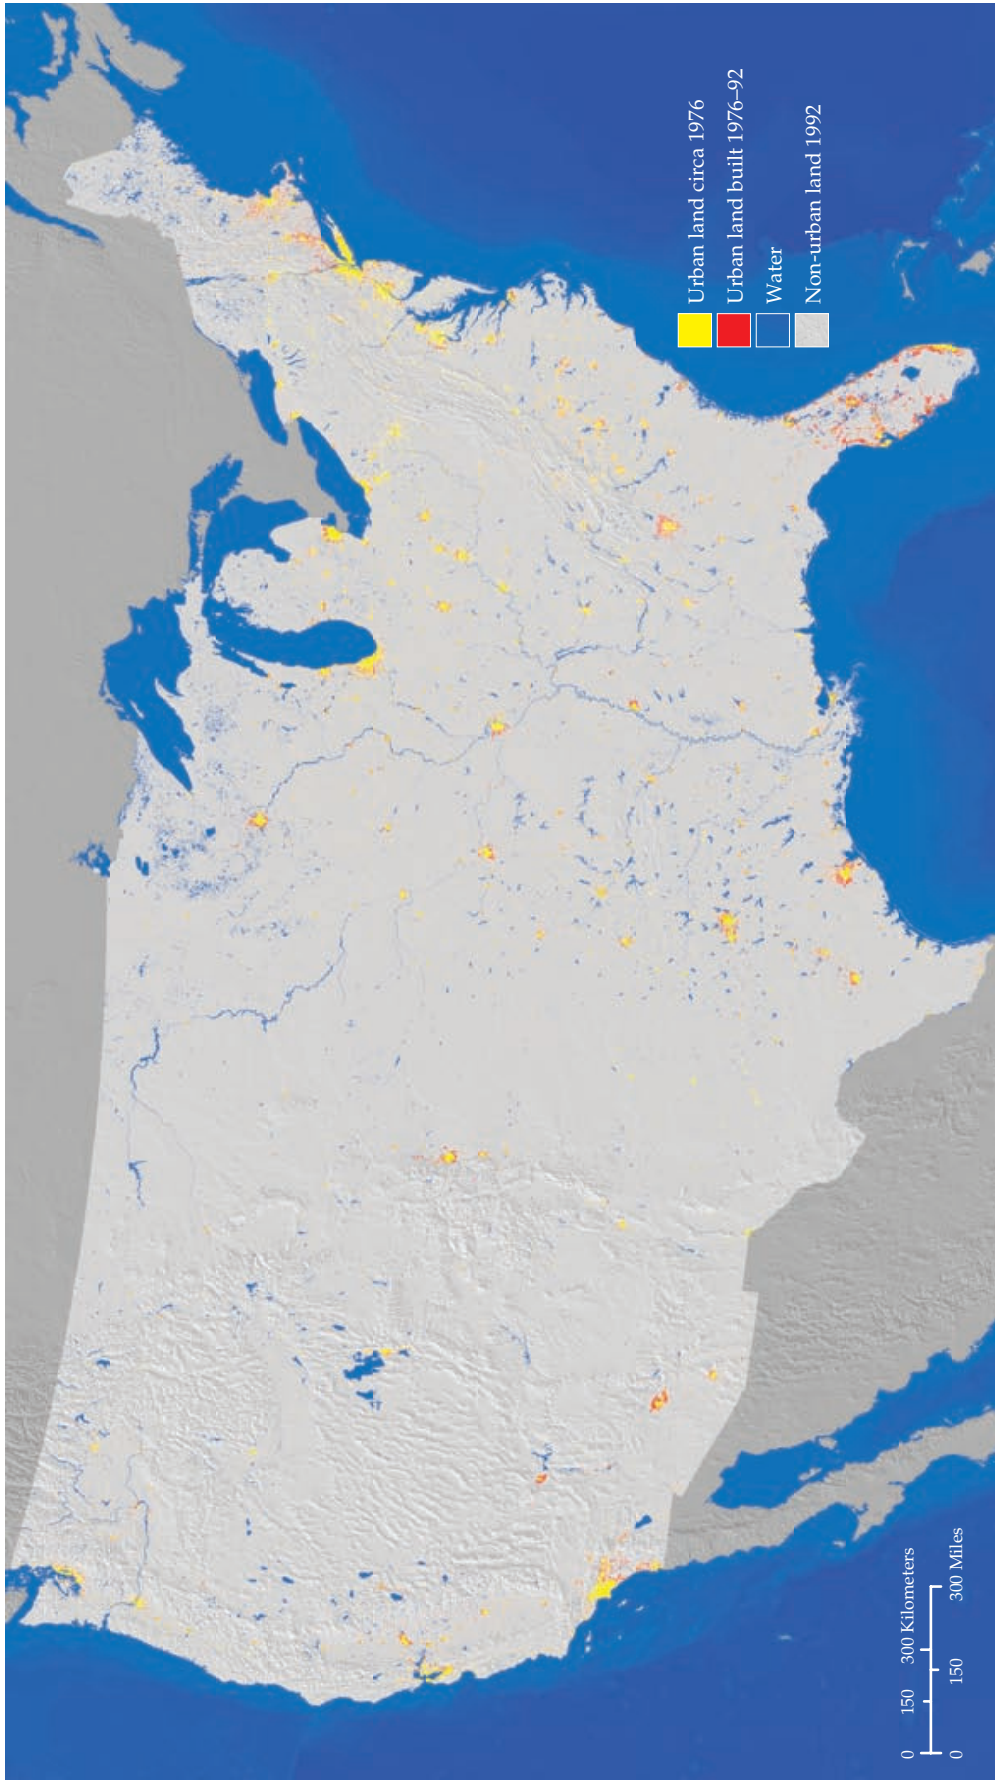 Urban land circa 1976
Urban land built 1976–92
Water
Non-urban land 1992
0 150 300 Kilometers
0 150 300 Miles